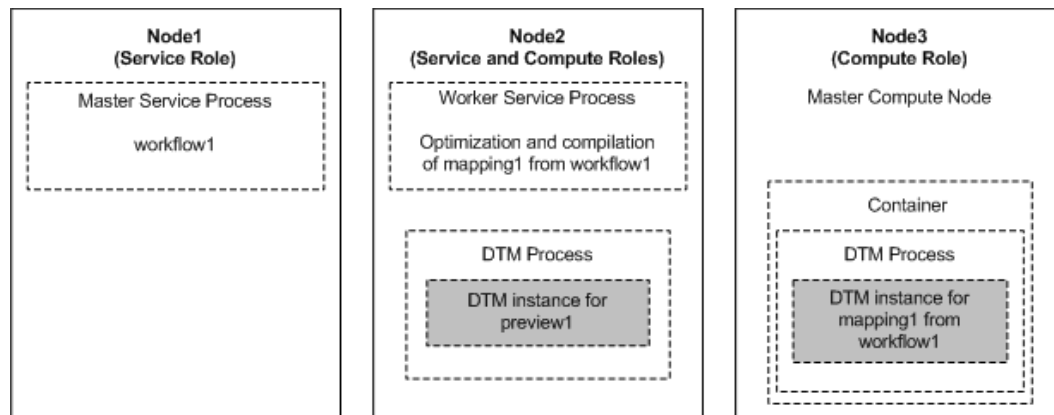 Node1
(Service Role)
Master Service Process
workflow1
Node2
(Service and Compute Roles)
Worker Service Process
Optimization and compilation
of mapping1 from workflow1
DTM Process
DTM instance for
preview1
Node3
(Compute Role)
Master Compute Node
Container
DTM Process
DTM instance for
mapping1 from
workflow1